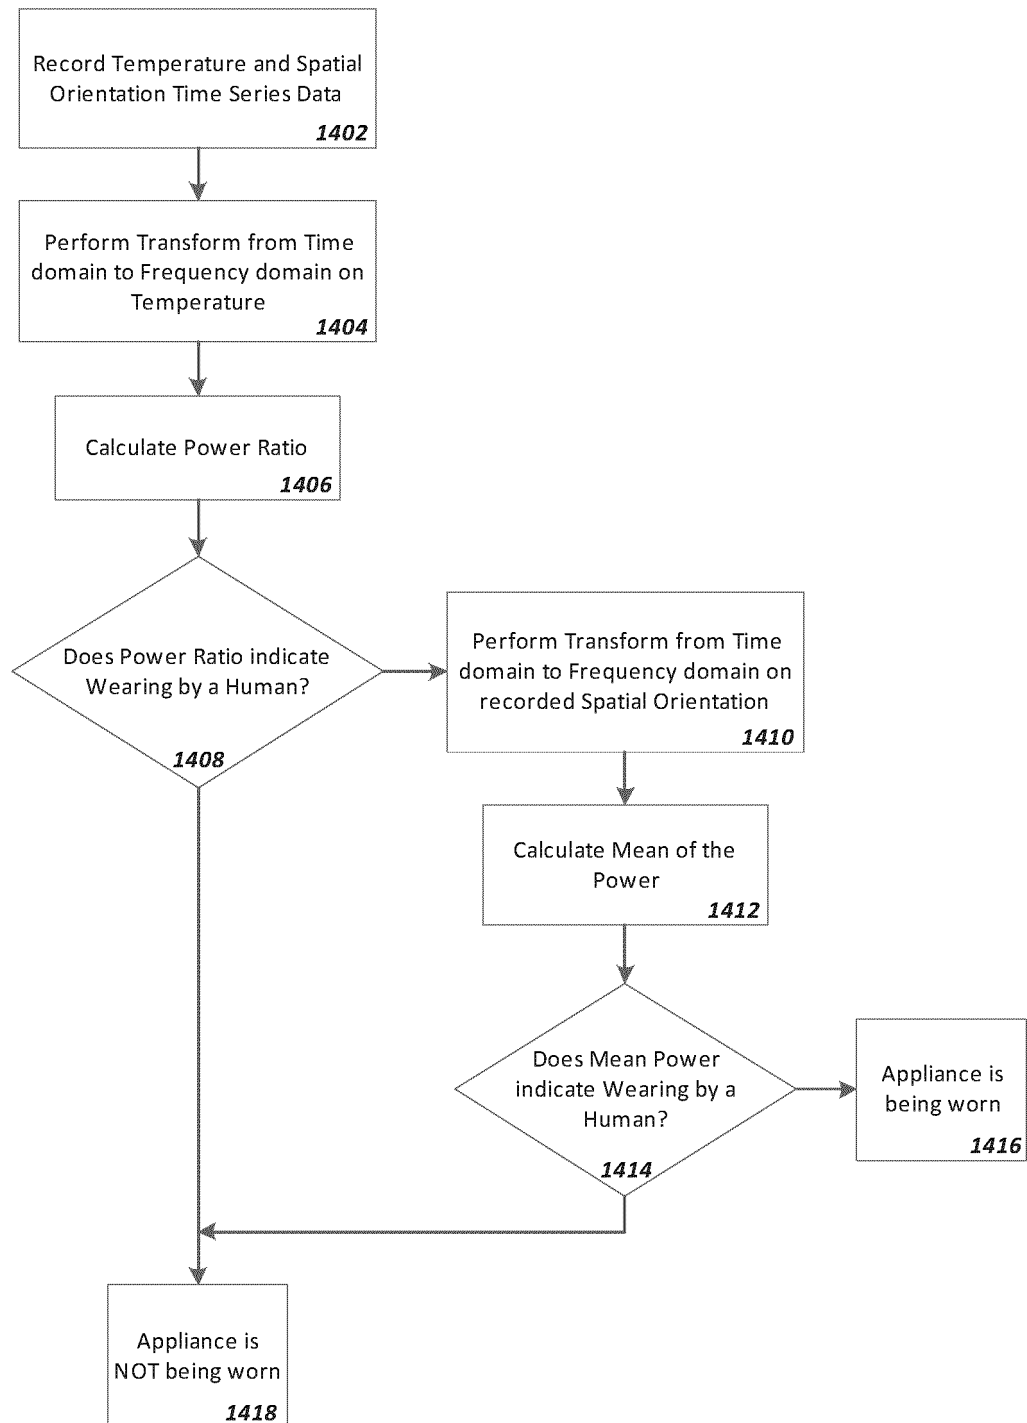 Record Temperature and Spatial
Orientation Time Series Data
1402
Perform Transform from Time
domain to Frequency domain on
Temperature
1404
Calculate Power Ratio
1406
Does Power Ratio indicate
Wearing by a Human?
1408
Perform Transform from Time
domain to Frequency domain on
recorded Spatial Orientation
1410
Calculate Mean of the
Power
1412
Does Mean Power
indicate Wearing by a
Human?
1414
Appliance is
being worn
1416
Appliance is
NOT being worn
1418